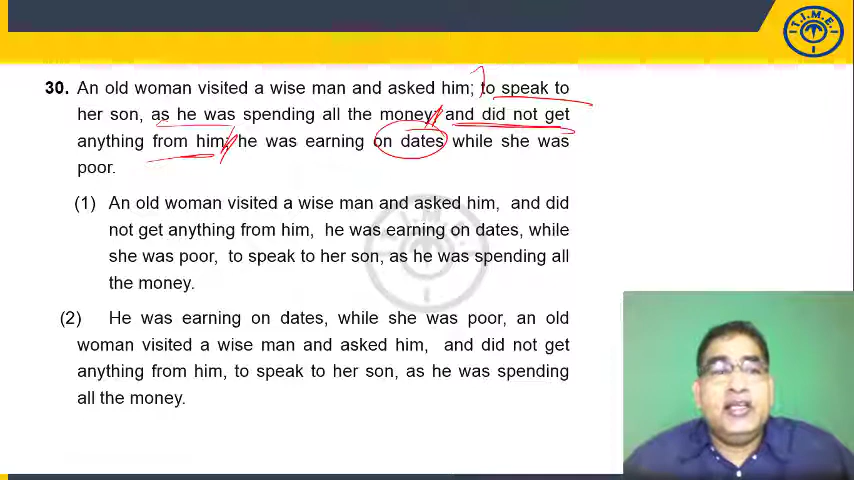 T.I.M.E.
30. An old woman visited a wise man and asked him; to speak to
her son, as he was spending all the money; and did not get
anything from him; he was earning on dates while she was
poor.
(1) An old woman visited a wise man and asked him, and did
not get anything from him, he was earning on dates, while
she was poor, to speak to her son, as he was spending all
the money.
(2) He was earning on dates, while she was poor, an old
woman visited a wise man and asked him, and did not get
anything from him, to speak to her son, as he was spending
all the money.